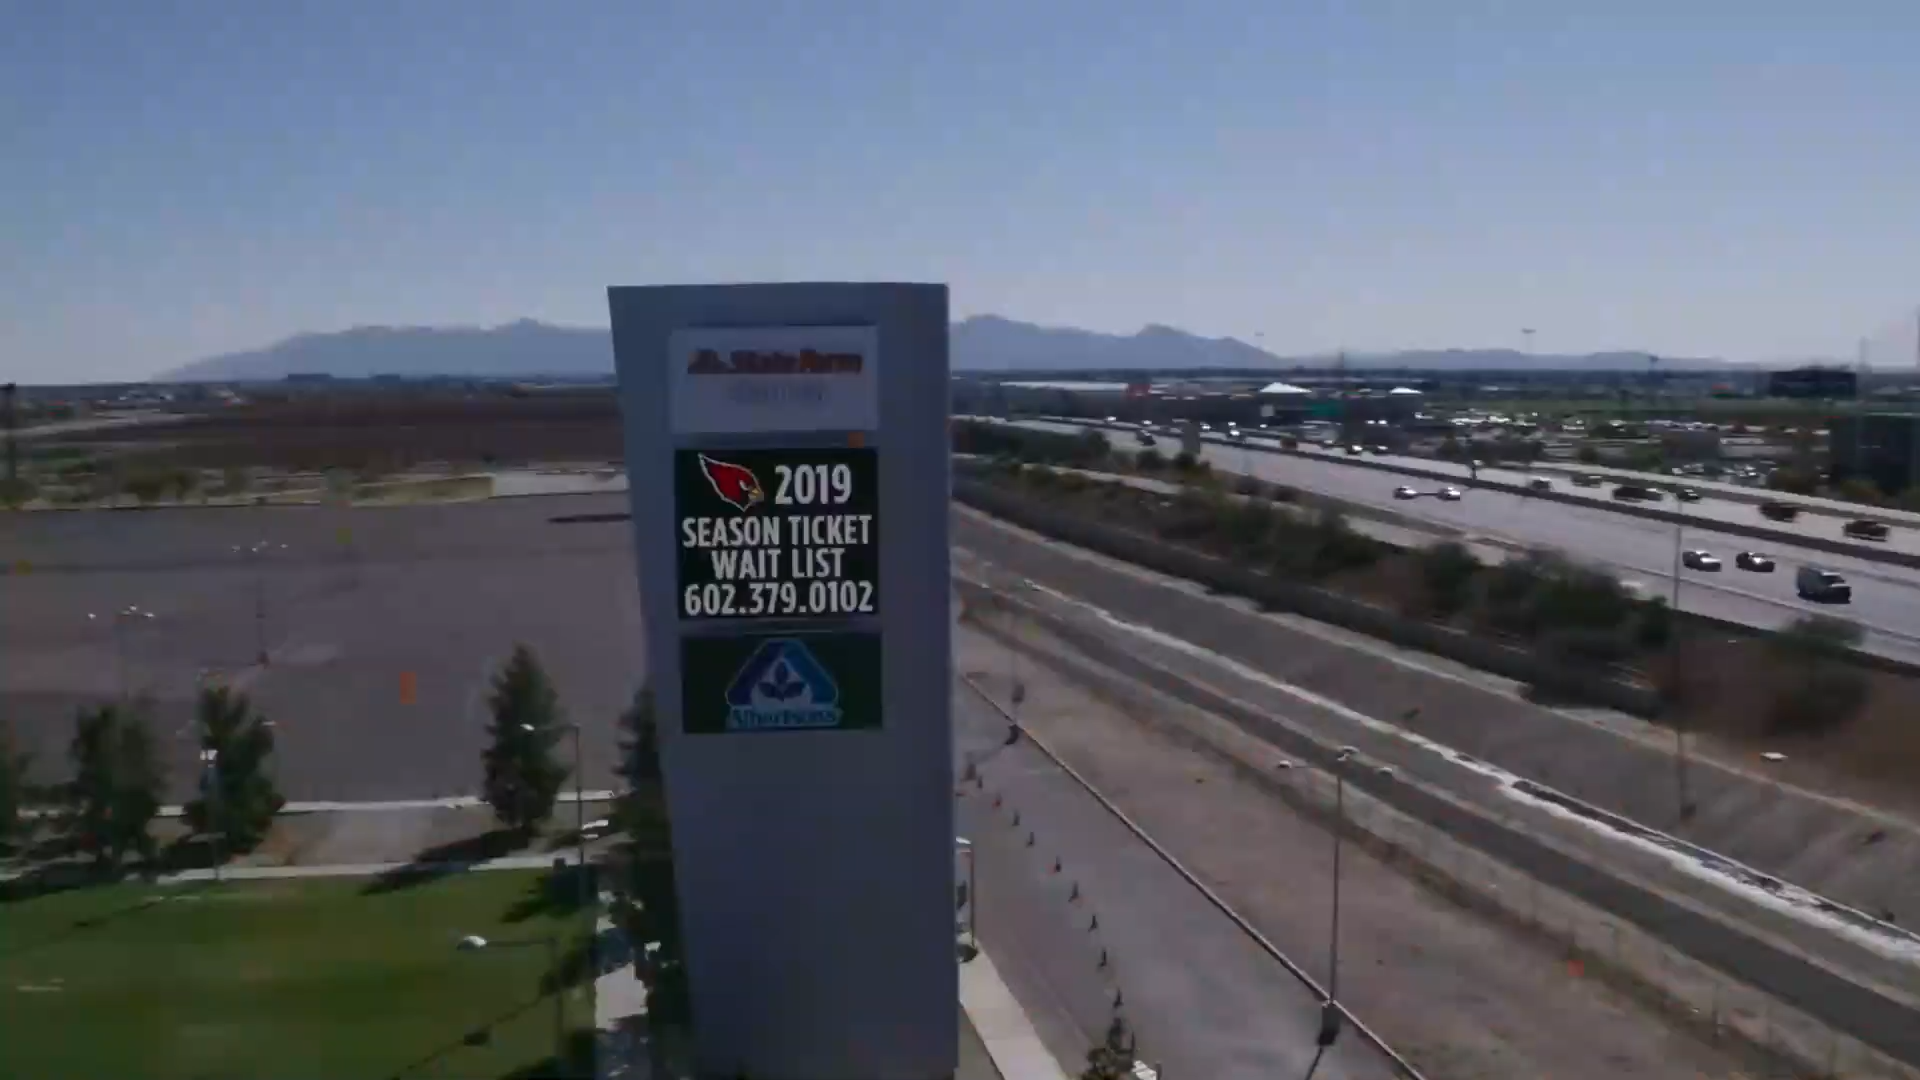 State Farm
2019
SEASON TICKET
WAIT LIST
602.379.0102
Albertsons